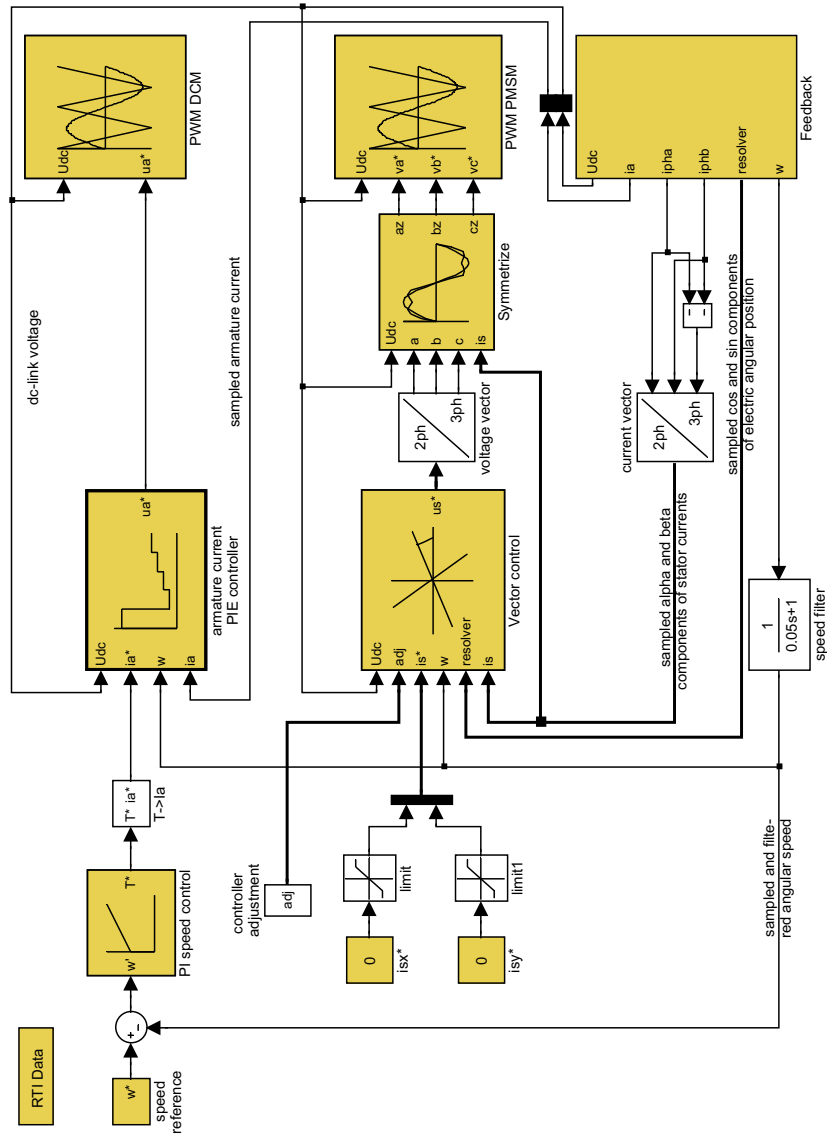 RTI Data
w*
speed
reference
+
−
w'
T*
PI speed control
T* ia*
T->Ia
Udc
ia*
w
ia
ua*
armature current
PIE controller
dc-link voltage
Udc
ua*
PWM DCM
sampled armature current
controller
adjustment
adj
0
isx*
limit
0
isy*
limit1
Udc
adj
is*
w
resolver
is
us*
Vector control
2ph
3ph
voltage vector
Udc
a
b
c
is
az
bz
cz
Symmetrize
Udc
va*
vb*
vc*
PWM PMSM
sampled alpha and beta
components of stator currents
current vector
2ph
3ph
-
-
sampled cos and sin components
of electric angular position
Udc
ia
ipha
iphb
resolver
w
Feedback
sampled and filte-
red angular speed
1
0.05s+1
speed filter